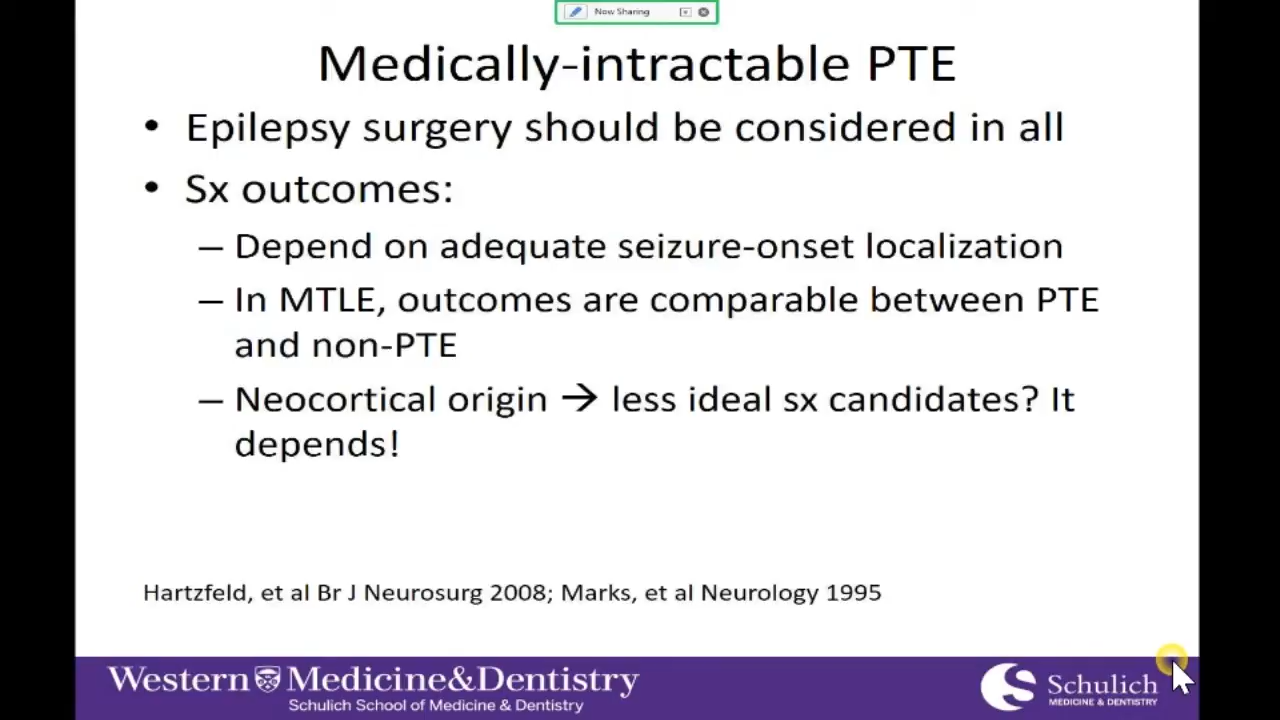 Now Sharing
Medically-intractable PTE
• Epilepsy surgery should be considered in all
• Sx outcomes:
– Depend on adequate seizure-onset localization
– In MTLE, outcomes are comparable between PTE
and non-PTE
– Neocortical origin → less ideal sx candidates? It
depends!
Hartzfeld, et al Br J Neurosurg 2008; Marks, et al Neurology 1995
Western Medicine&Dentistry
Schulich School of Medicine & Dentistry
Schulich
MEDICINE & DENTISTRY